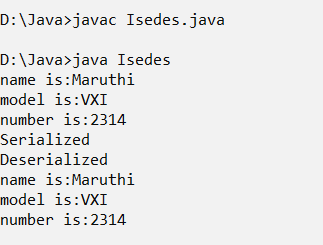 D:\Java>javac Isedes.java
D:\Java>java Isedes
name is:Maruthi
model is:VXI
number is:2314
Serialized
Deserialized
name is:Maruthi
model is:VXI
number is:2314